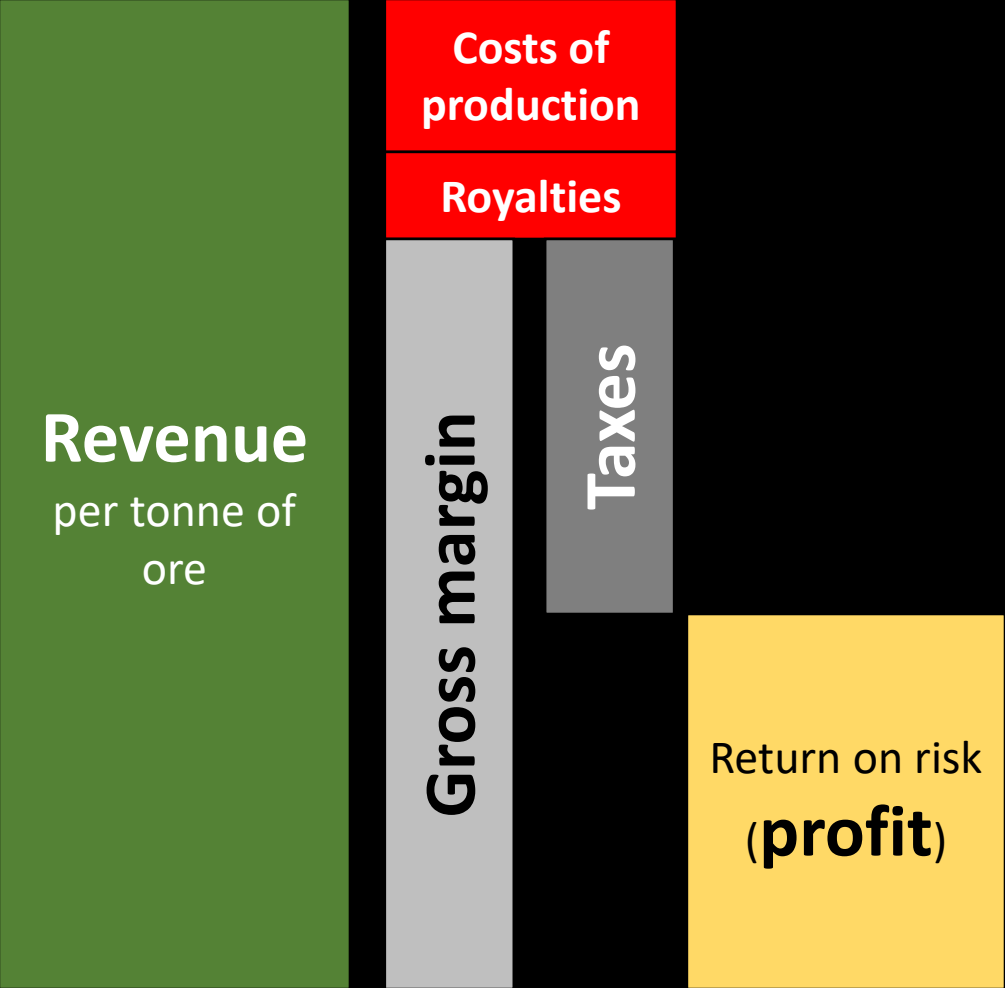 Costs of
production
Royalties
Revenue
per tonne of
ore
Gross margin
Taxes
Return on risk
(profit)